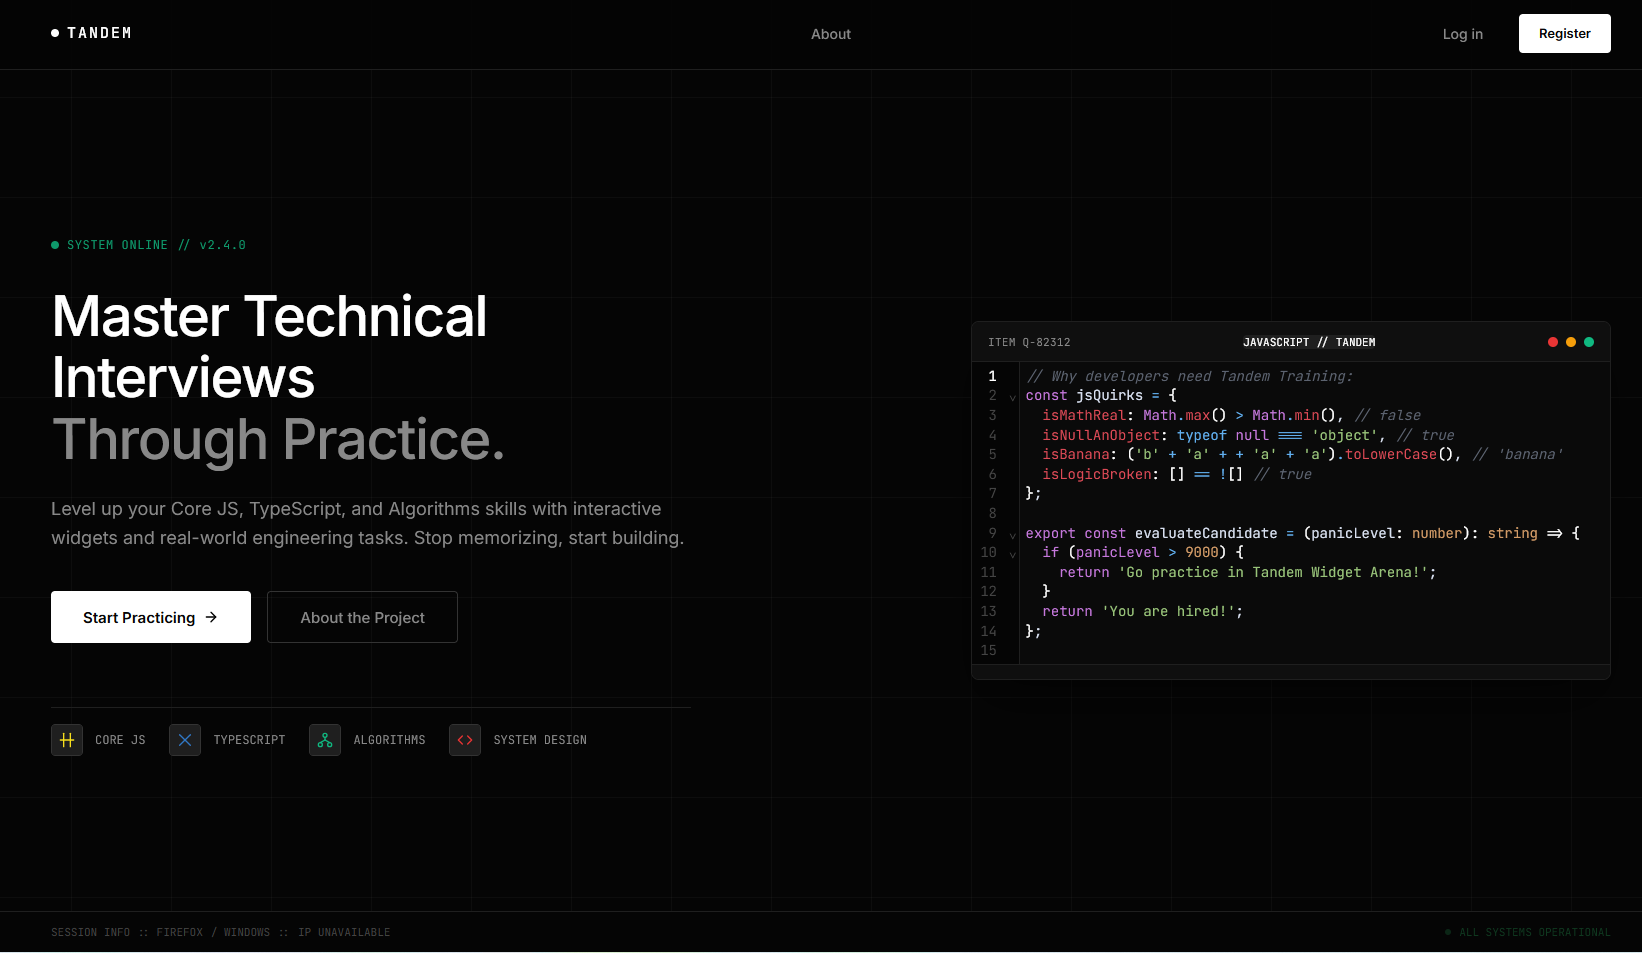 TANDEM
About
Log in
Register
SYSTEM ONLINE // v2.4.0
Master Technical
Interviews
Through Practice.
Level up your Core JS, TypeScript, and Algorithms skills with interactive
widgets and real-world engineering tasks. Stop memorizing, start building.
Start Practicing →
About the Project
CORE JS
TYPESCRIPT
ALGORITHMS
SYSTEM DESIGN
ITEM Q-82312
JAVASCRIPT // TANDEM
1 // Why developers need Tandem Training:
2 const jsQuirks = {
3 isMathReal: Math.max() > Math.min(), // false
4 isNullAnObject: typeof null === 'object', // true
5 isBanana: ('b' + 'a' + + 'a' + 'a').toLowerCase(), // 'banana'
6 isLogicBroken: [] == ![] // true
7 };
8
9 export const evaluateCandidate = (panicLevel: number): string => {
10 if (panicLevel > 9000) {
11 return 'Go practice in Tandem Widget Arena!';
12 }
13 return 'You are hired!';
14 };
15
SESSION INFO :: FIREFOX / WINDOWS :: IP UNAVAILABLE
ALL SYSTEMS OPERATIONAL